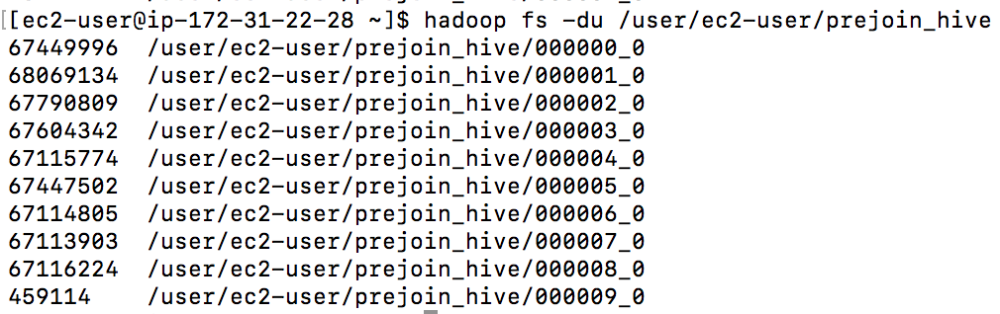 [[ec2-user@ip-172-31-22-28 ~]$ hadoop fs -du /user/ec2-user/prejoin_hive
67449996  /user/ec2-user/prejoin_hive/000000_0
68069134  /user/ec2-user/prejoin_hive/000001_0
67790809  /user/ec2-user/prejoin_hive/000002_0
67604342  /user/ec2-user/prejoin_hive/000003_0
67115774  /user/ec2-user/prejoin_hive/000004_0
67447502  /user/ec2-user/prejoin_hive/000005_0
67114805  /user/ec2-user/prejoin_hive/000006_0
67113903  /user/ec2-user/prejoin_hive/000007_0
67116224  /user/ec2-user/prejoin_hive/000008_0
459114    /user/ec2-user/prejoin_hive/000009_0